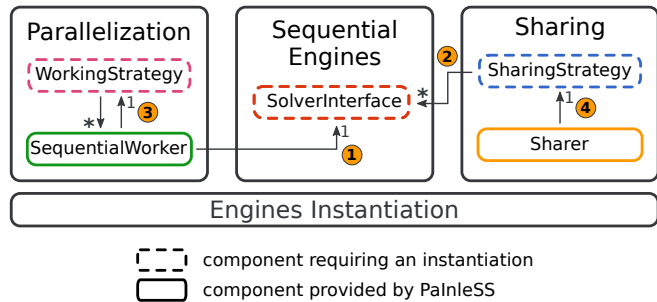 Parallelization
WorkingStrategy
* 1 3
SequentialWorker
Sequential
Engines
SolverInterface
*
1
1
Sharing
2
SharingStrategy
1 4
Sharer
Engines Instantiation
component requiring an instantiation
component provided by PaInleSS